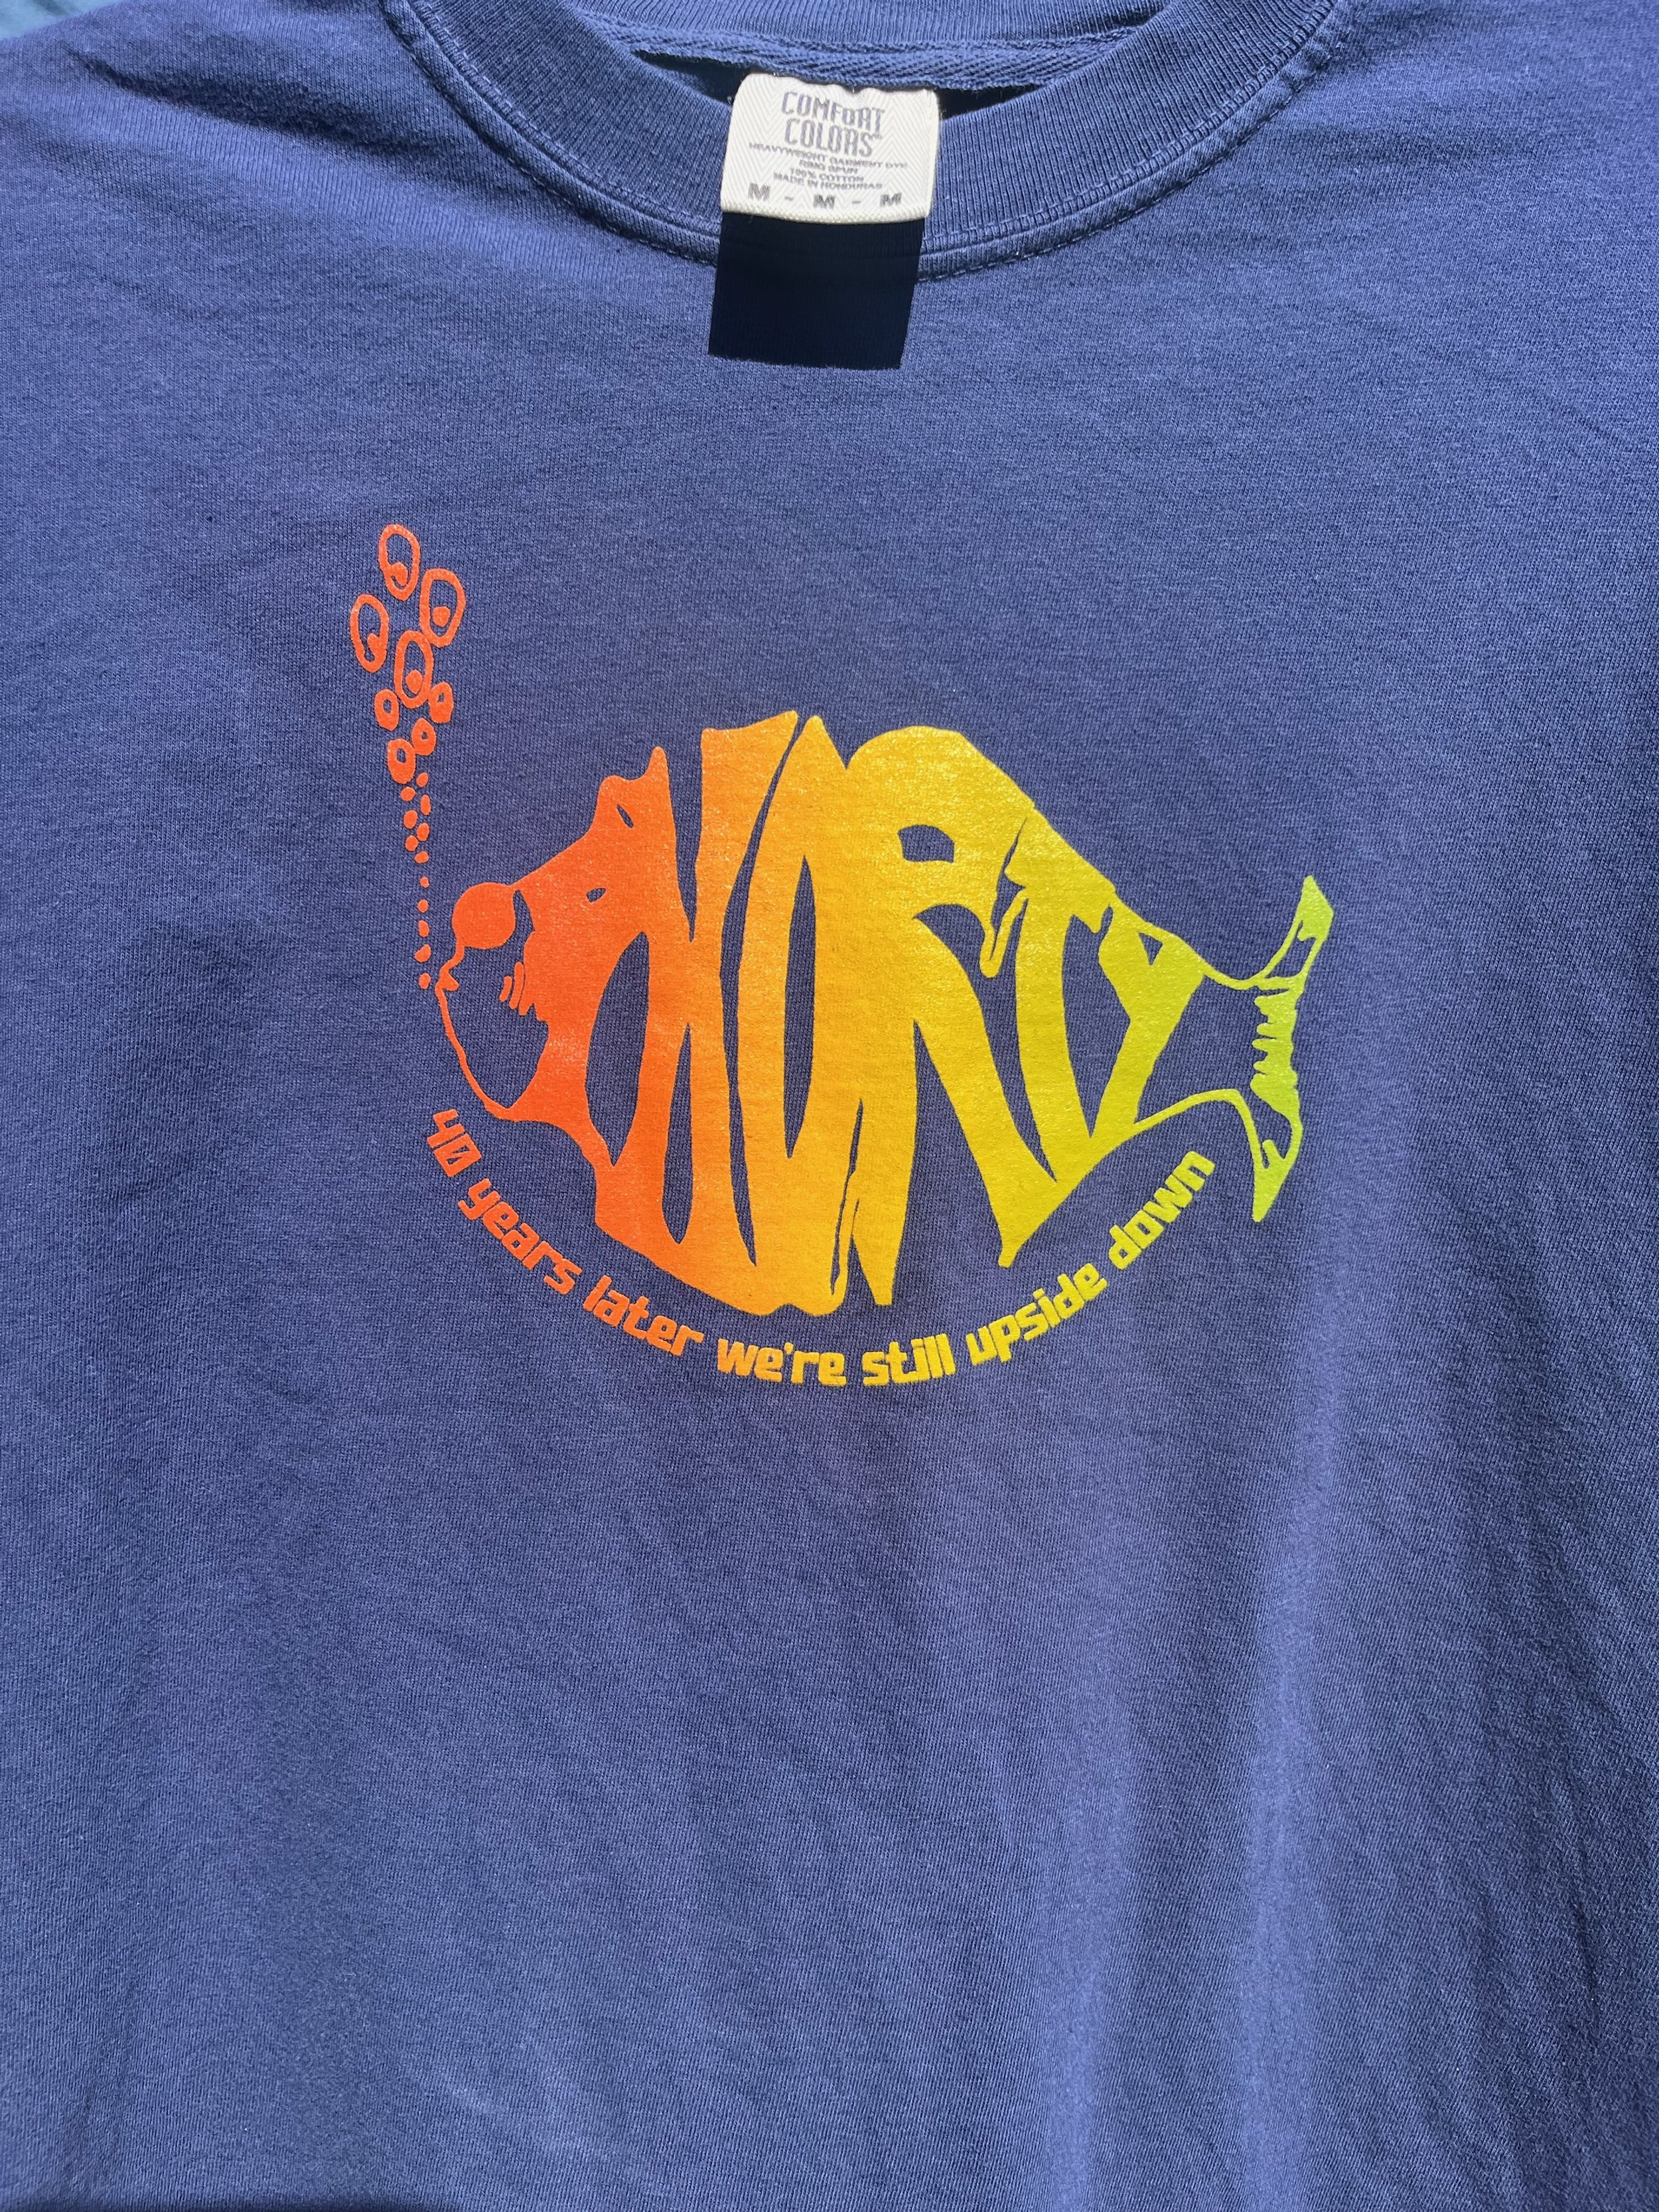 COMFORT
COLORS
HEAVYWEIGHT GARMENT DYE
RING SPUN
100% COTTON
MADE IN HONDURAS
M - M - M
PHORTY
40 years later we're still upside down